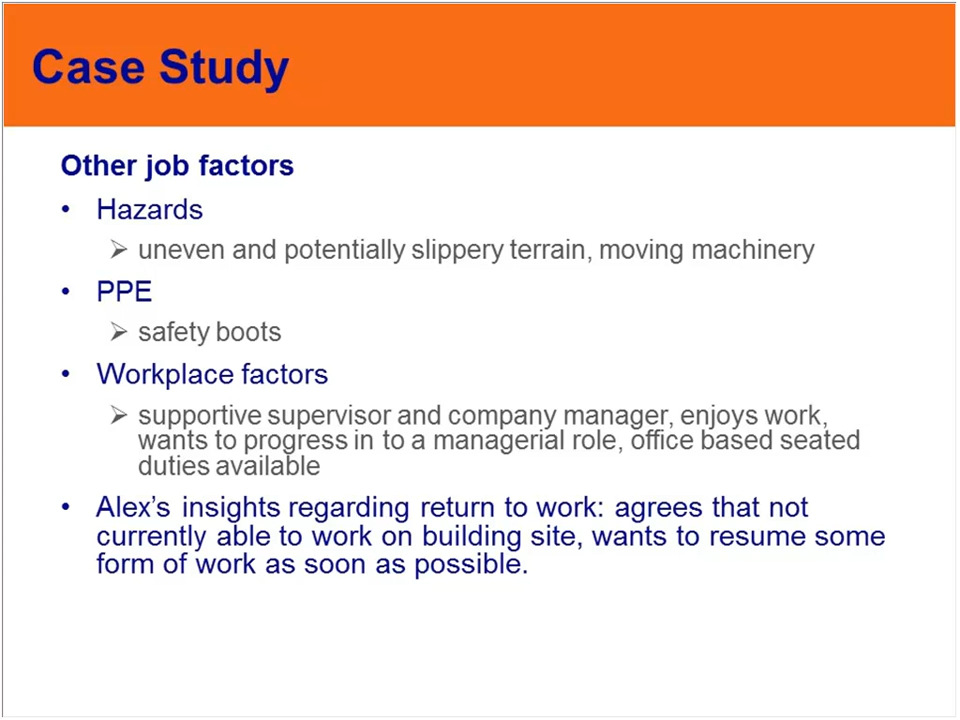 Case Study
Other job factors
• Hazards
➢ uneven and potentially slippery terrain, moving machinery
• PPE
➢ safety boots
• Workplace factors
➢ supportive supervisor and company manager, enjoys work,
wants to progress in to a managerial role, office based seated
duties available
• Alex’s insights regarding return to work: agrees that not
currently able to work on building site, wants to resume some
form of work as soon as possible.